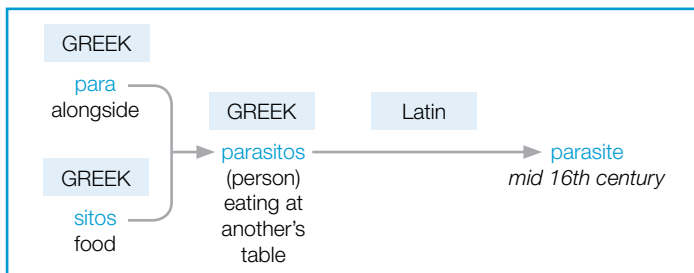 GREEK
para
alongside
GREEK
sitos
food
GREEK
parasitos
(person)
eating at
another's
table
Latin
parasite
mid 16th century